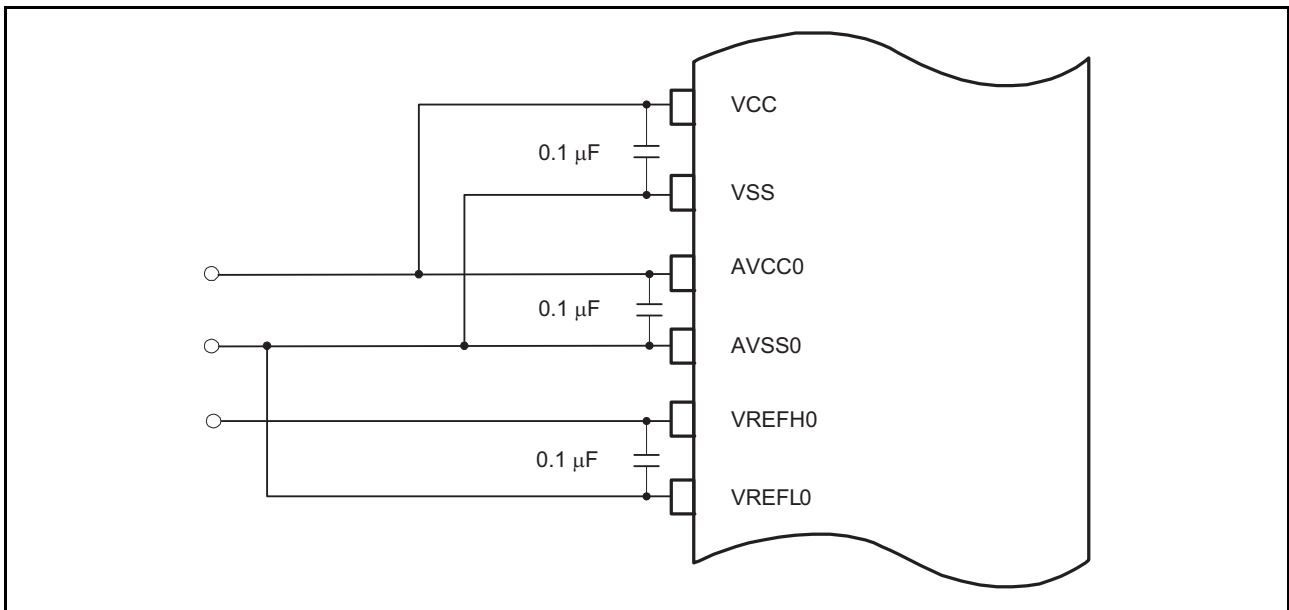 VCC
0.1 μF
VSS
AVCC0
0.1 μF
AVSS0
VREFH0
0.1 μF
VREFL0